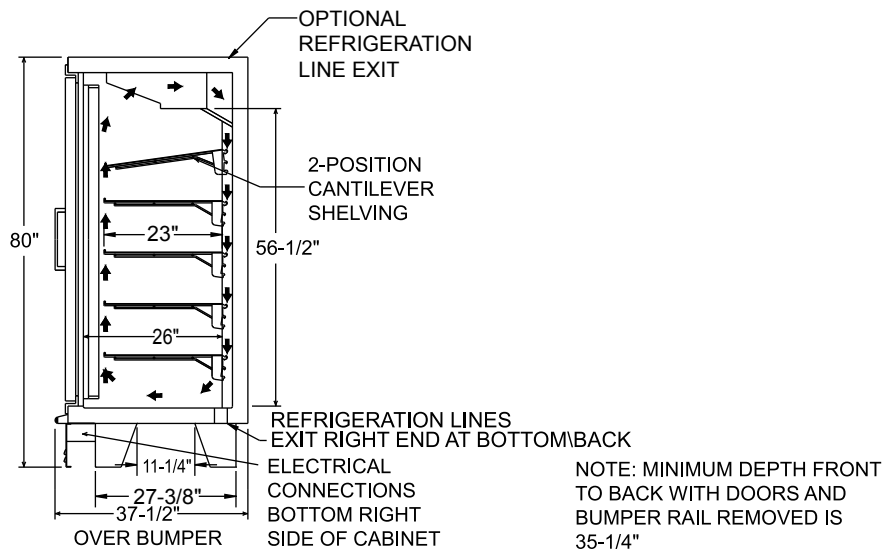 OPTIONAL
REFRIGERATION
LINE EXIT
2-POSITION
CANTILEVER
SHELVING
80"
23"
56-1/2"
26"
REFRIGERATION LINES
EXIT RIGHT END AT BOTTOM\BACK
11-1/4"
ELECTRICAL
CONNECTIONS
BOTTOM RIGHT
SIDE OF CABINET
27-3/8"
37-1/2"
OVER BUMPER
NOTE: MINIMUM DEPTH FRONT
TO BACK WITH DOORS AND
BUMPER RAIL REMOVED IS
35-1/4"